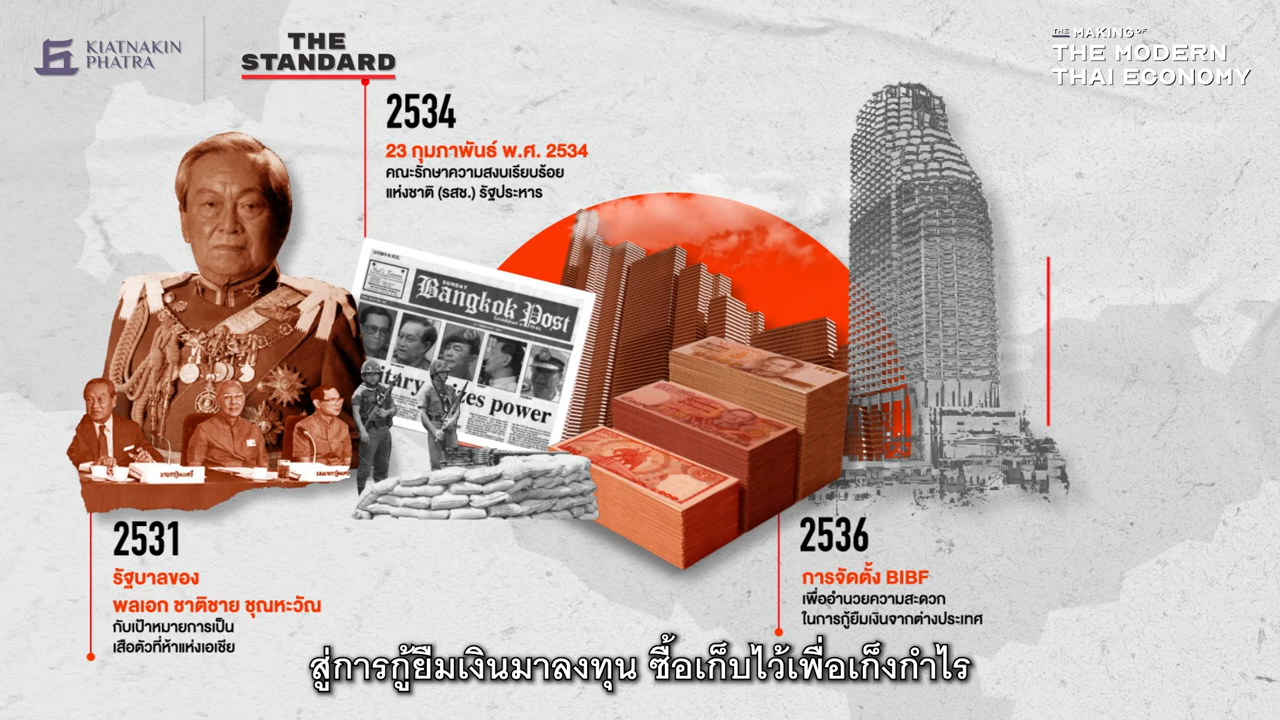 KIATNAKIN
PHATRA
THE
STANDARD
THE MAKING OF
THE MODERN
THAI ECONOMY
2534
23 กุมภาพันธ์ พ.ศ. 2534
คณะรักษาความสงบเรียบร้อย
แห่งชาติ (รสช.) รัฐประหาร
SUNDAY
Bangkok Post
itary
zes power
2531
รัฐบาลของ
พลเอก ชาติชาย ชุณหะวัณ
กับเป้าหมายการเป็น
เสือตัวที่ห้าแห่งเอเชีย
2536
การจัดตั้ง BIBF
เพื่ออำนวยความสะดวก
ในการกู้ยืมเงินจากต่างประเทศ
สู่การกู้ยืมเงินมาลงทุน ซื้อเก็บไว้เพื่อเก็งกำไร